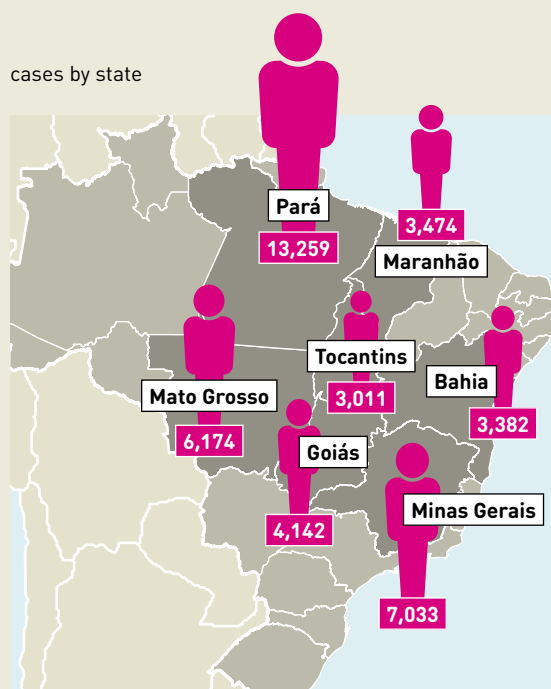 cases by state
Pará
13,259
3,474
Maranhão
Tocantins
3,011
Bahia
3,382
Mato Grosso
6,174
Goiás
4,142
Minas Gerais
7,033